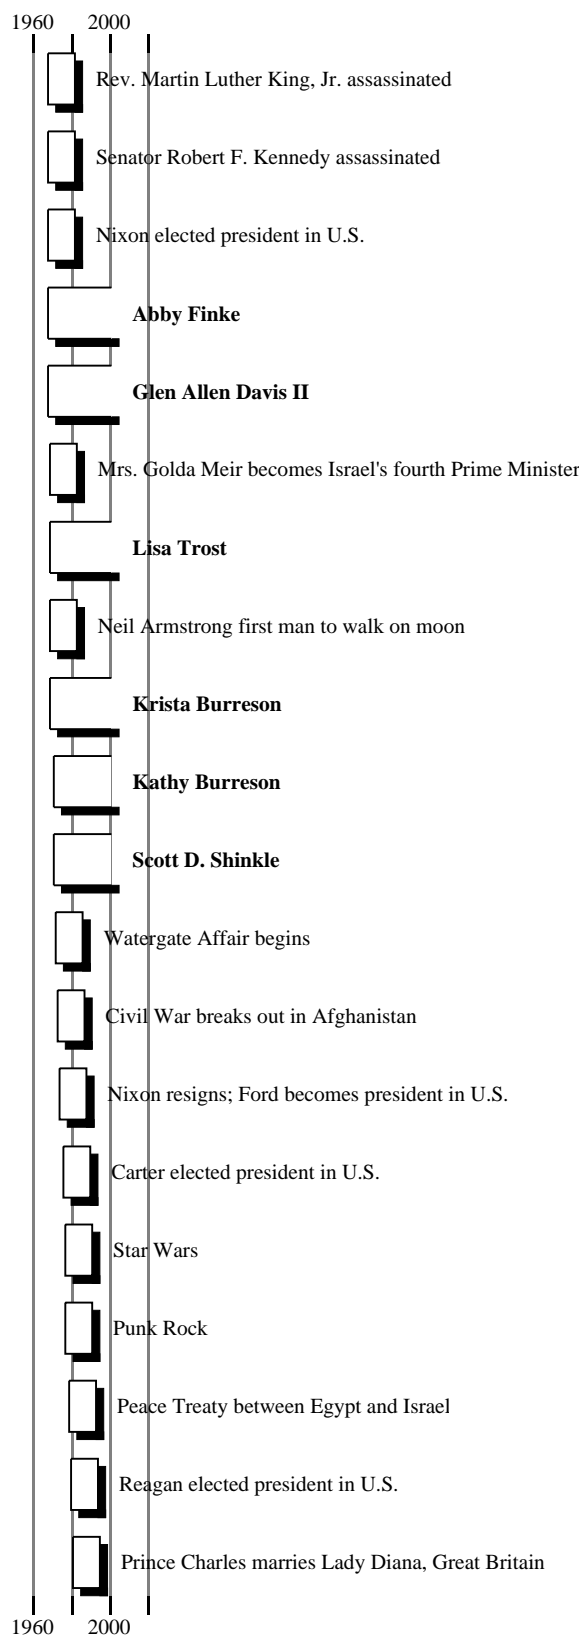 1960 2000
Rev. Martin Luther King, Jr. assassinated
Senator Robert F. Kennedy assassinated
Nixon elected president in U.S.
Abby Finke
Glen Allen Davis II
Mrs. Golda Meir becomes Israel's fourth Prime Minister
Lisa Trost
Neil Armstrong first man to walk on moon
Krista Burreson
Kathy Burreson
Scott D. Shinkle
Watergate Affair begins
Civil War breaks out in Afghanistan
Nixon resigns; Ford becomes president in U.S.
Carter elected president in U.S.
Star Wars
Punk Rock
Peace Treaty between Egypt and Israel
Reagan elected president in U.S.
Prince Charles marries Lady Diana, Great Britain
1960 2000